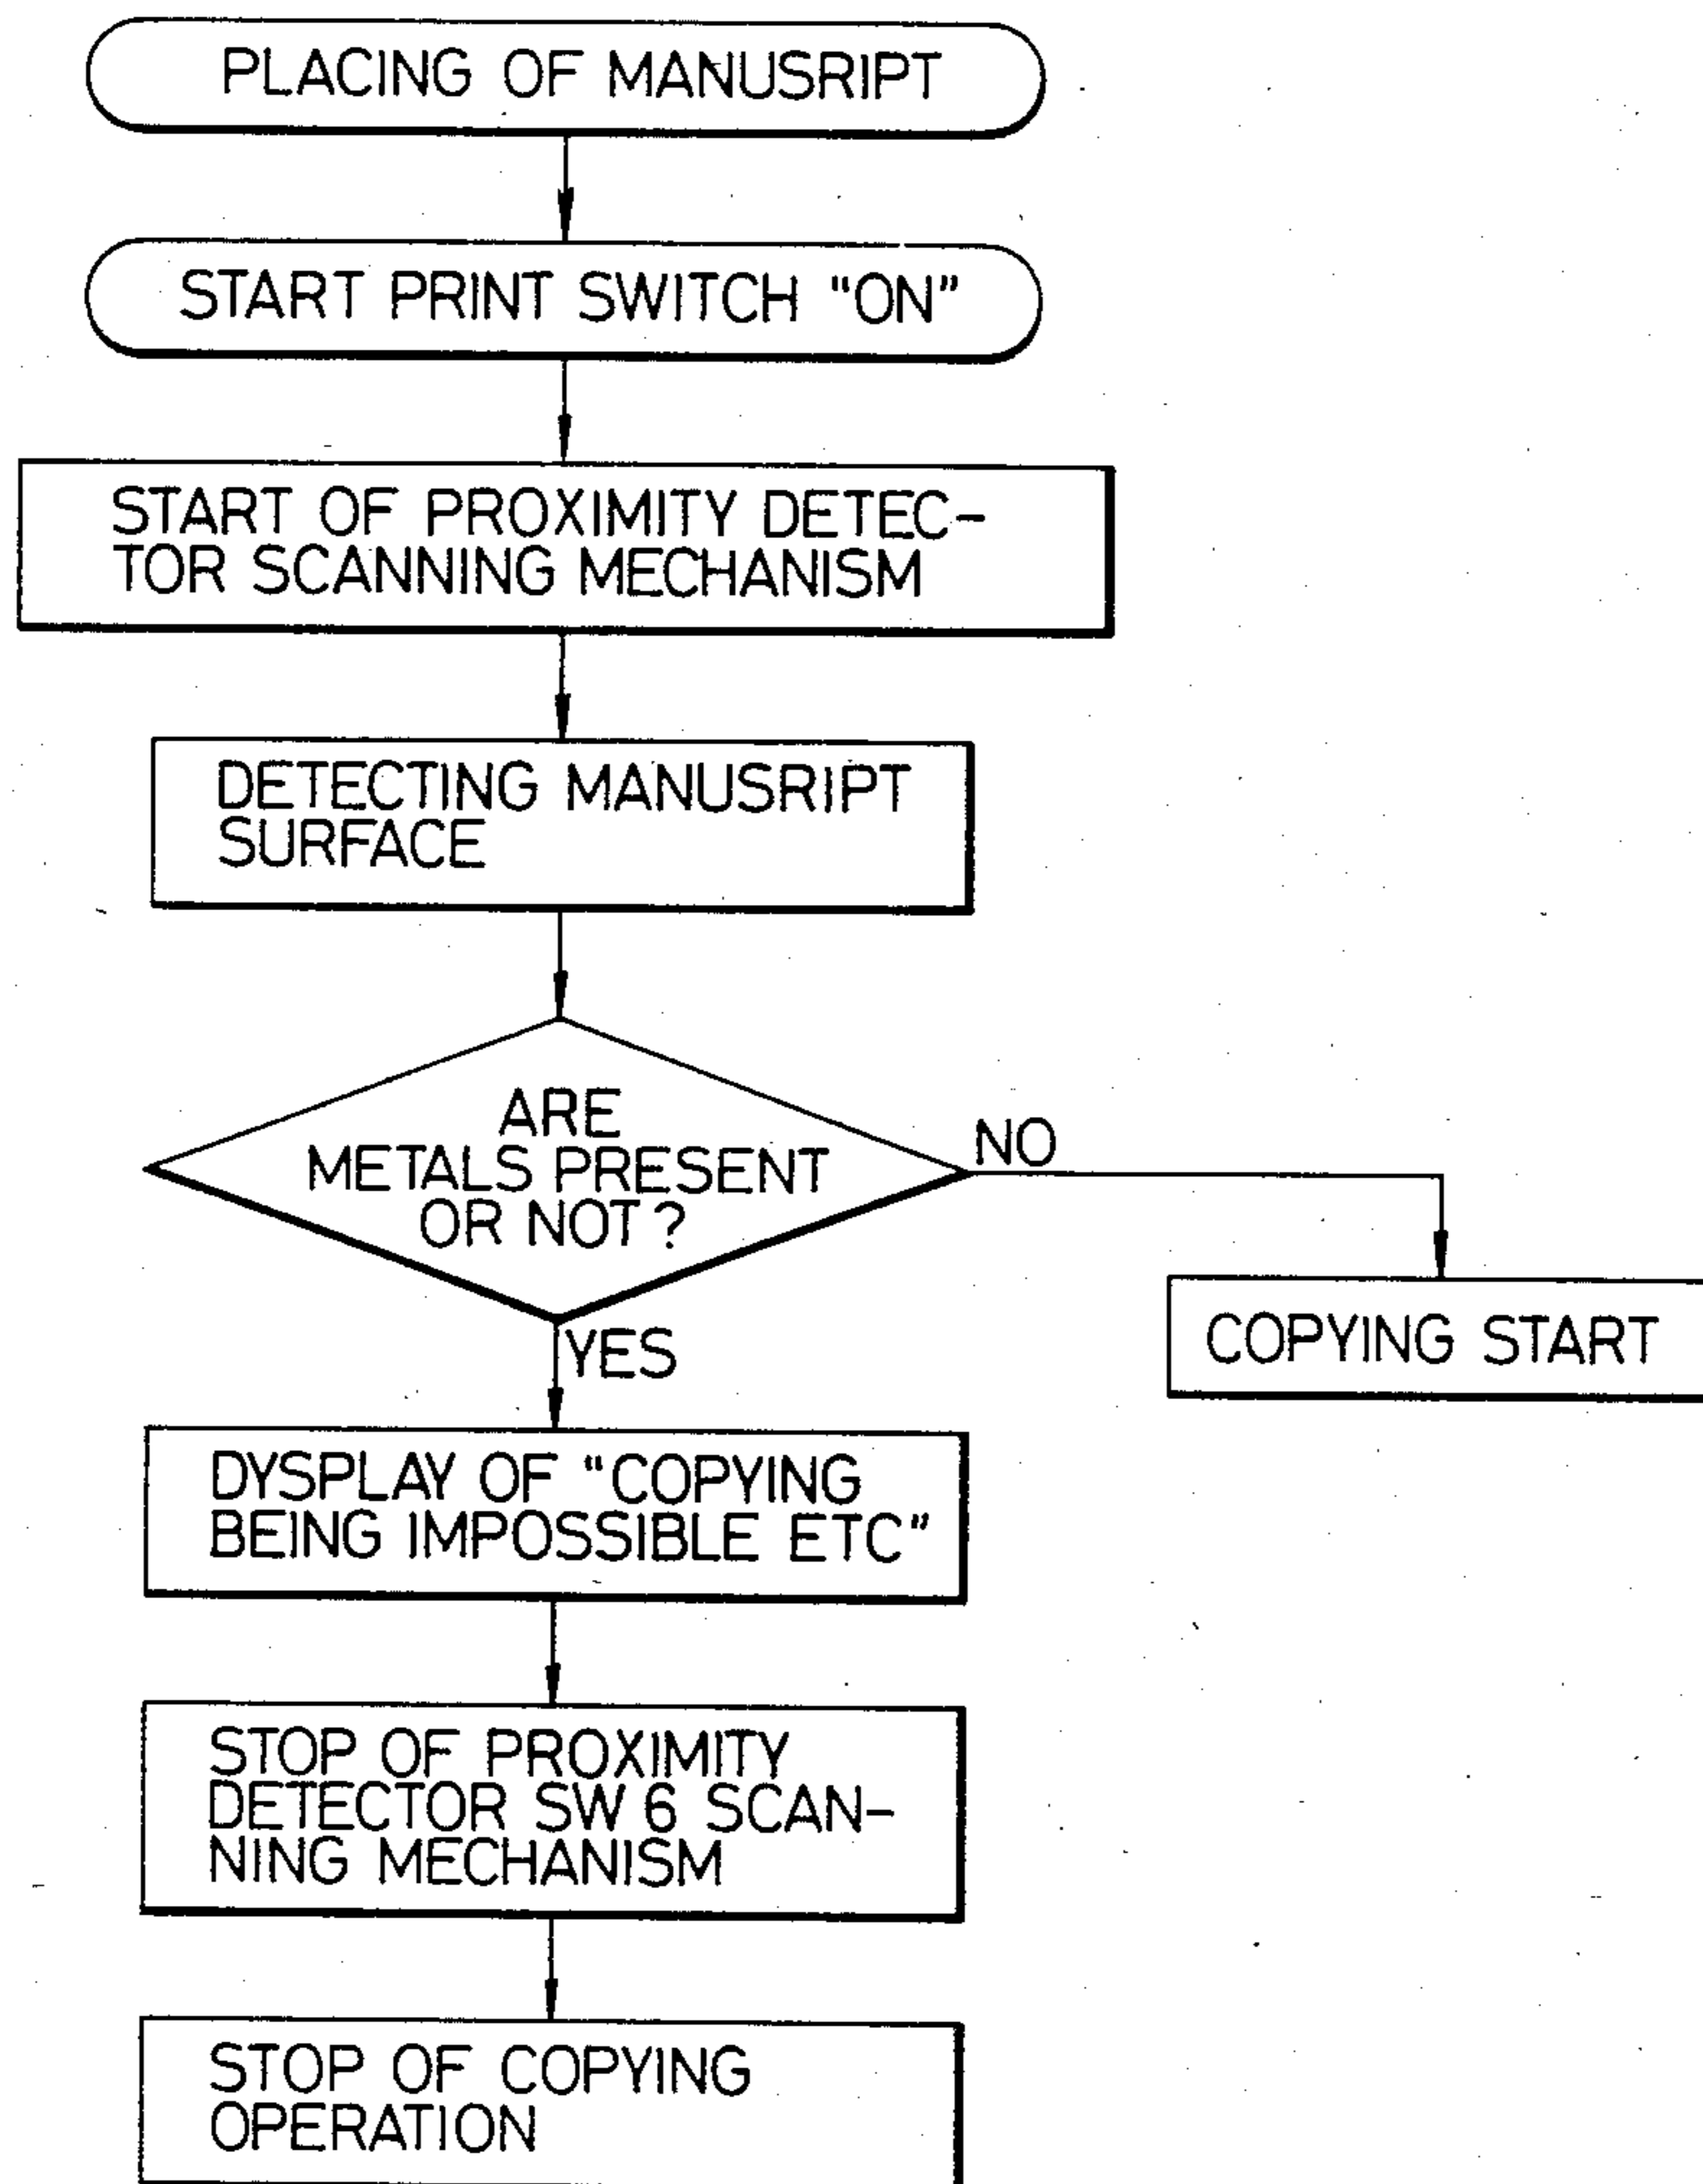 PLACING OF MANUSRIPT
START PRINT SWITCH "ON"
START OF PROXIMITY DETEC-
TOR SCANNING MECHANISM
DETECTING MANUSRIPT
SURFACE
ARE
METALS PRESENT
OR NOT?
NO
COPYING START
YES
DYSPLAY OF "COPYING
BEING IMPOSSIBLE ETC"
STOP OF PROXIMITY
DETECTOR SW 6 SCAN-
NING MECHANISM
STOP OF COPYING
OPERATION